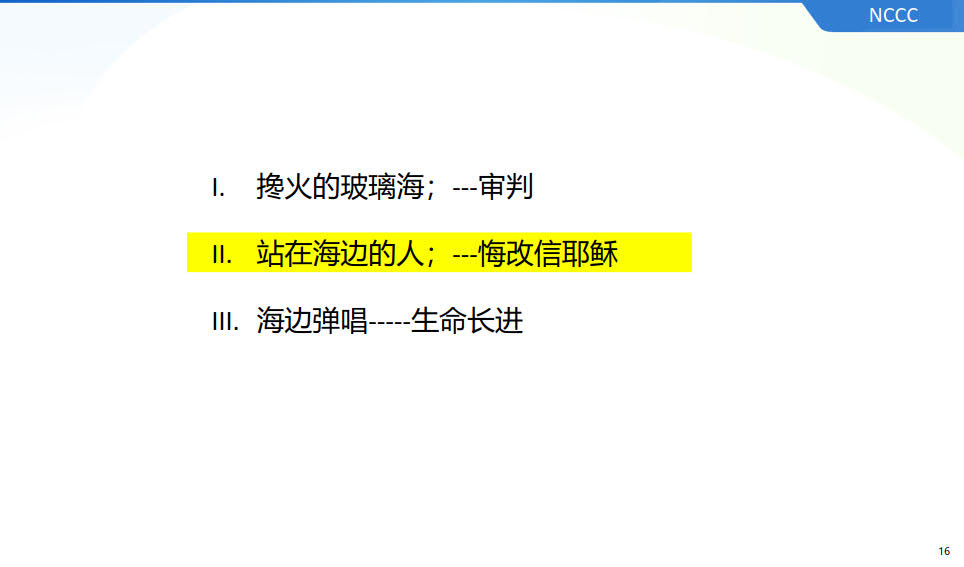 NCCC
I. 搀火的玻璃海；---审判
II. 站在海边的人；---悔改信耶稣
III. 海边弹唱-----生命长进
16